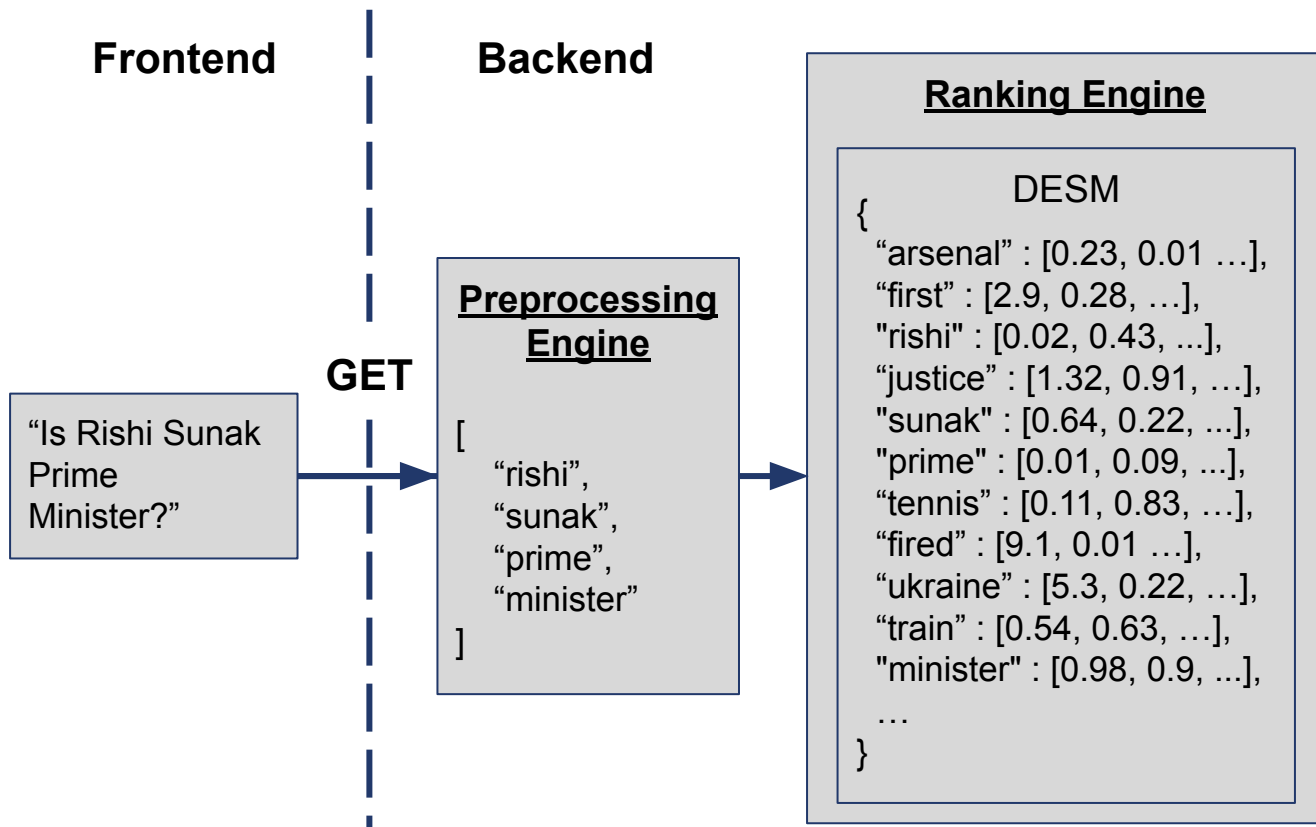 Frontend
Backend
GET
“Is Rishi Sunak
Prime
Minister?”
Preprocessing
Engine
[
“rishi”,
“sunak”,
“prime”,
“minister”
]
Ranking Engine
DESM
{
“arsenal” : [0.23, 0.01 …],
“first” : [2.9, 0.28, …],
"rishi" : [0.02, 0.43, ...],
“justice” : [1.32, 0.91, …],
"sunak" : [0.64, 0.22, ...],
"prime" : [0.01, 0.09, ...],
“tennis” : [0.11, 0.83, …],
“fired” : [9.1, 0.01 …],
“ukraine” : [5.3, 0.22, …],
“train” : [0.54, 0.63, …],
"minister" : [0.98, 0.9, ...],
…
}